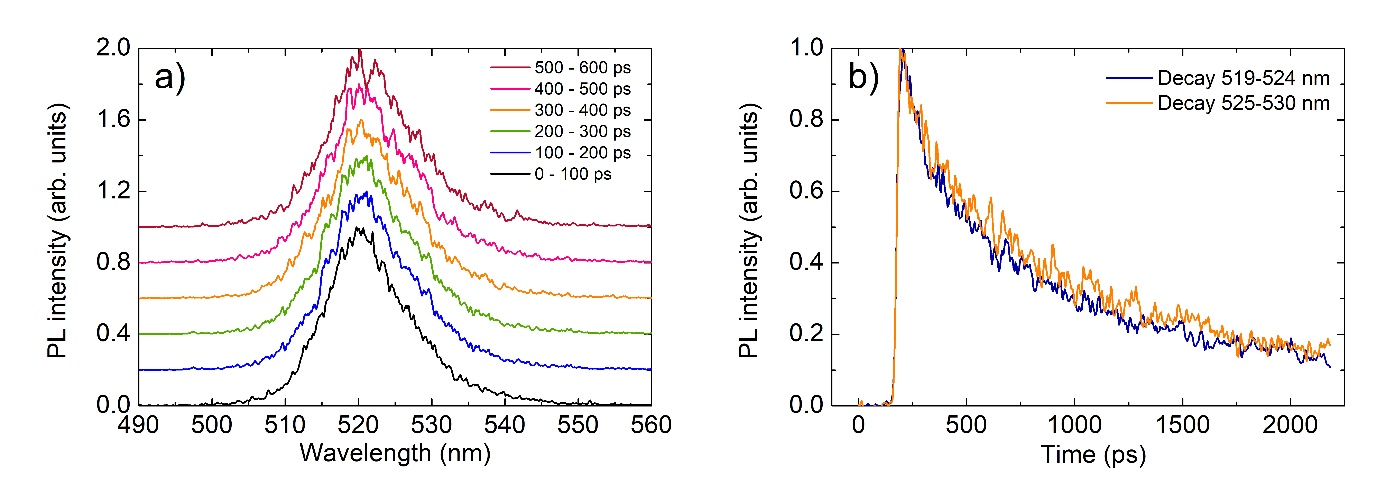 a)
PL intensity (arb. units)
2.0
1.6
1.2
0.8
0.4
0.0
500 - 600 ps
400 - 500 ps
300 - 400 ps
200 - 300 ps
100 - 200 ps
0 - 100 ps
490 500 510 520 530 540 550 560
Wavelength (nm)
b)
PL intensity (arb. units)
1.0
0.8
0.6
0.4
0.2
0.0
Decay 519-524 nm
Decay 525-530 nm
0 500 1000 1500 2000
Time (ps)